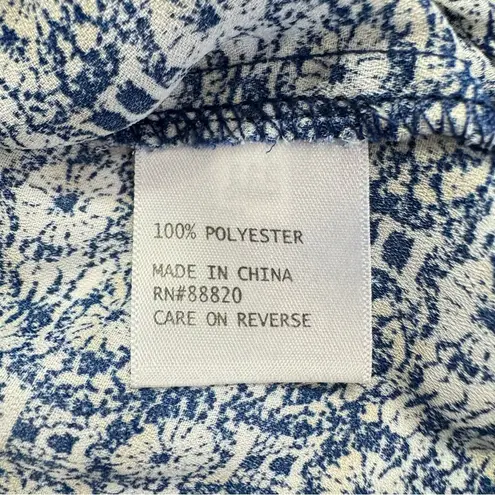 100% POLYESTER
MADE IN CHINA
RN#88820
CARE ON REVERSE